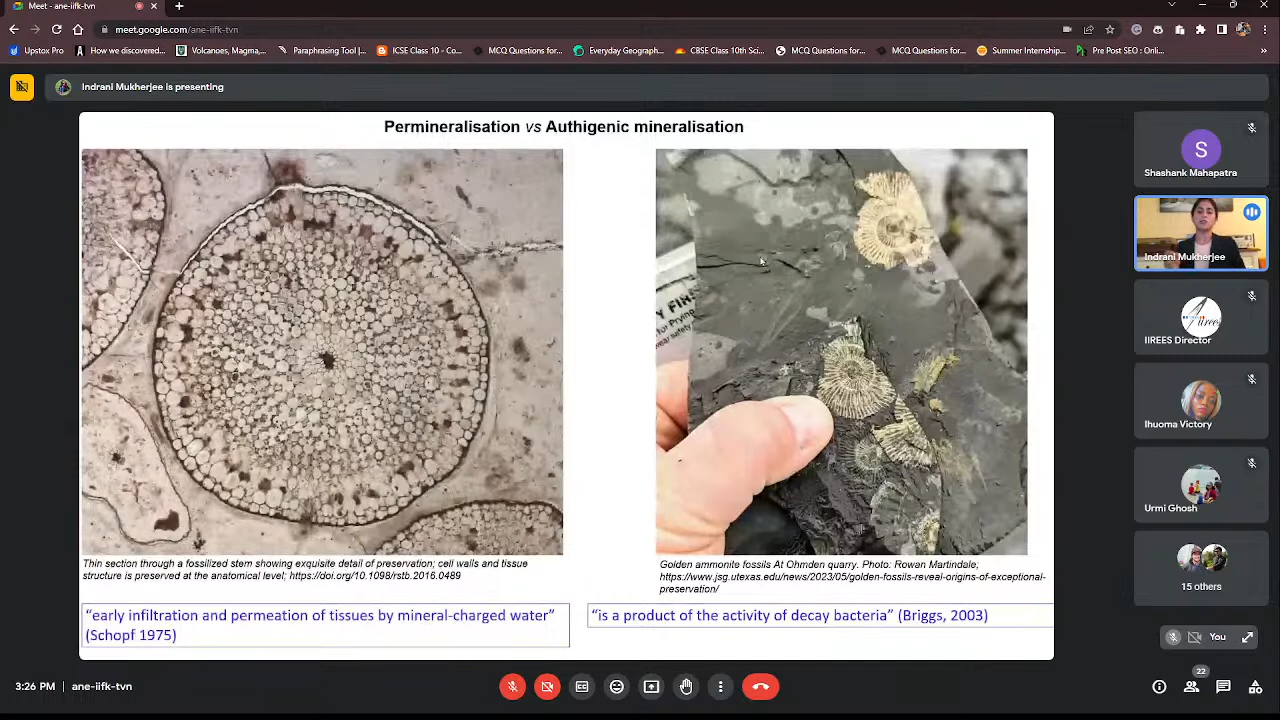 Meet - ane-iifk-tvn
meet.google.com/ane-iifk-tvn
Upstox Pro
How we discovered...
Volcanoes, Magma,...
Paraphrasing Tool |...
ICSE Class 10 - Co...
MCQ Questions for...
Everyday Geograph...
CBSE Class 10th Sci...
MCQ Questions for...
MCQ Questions for...
Summer Internship...
Pre Post SEO : Onli...
Indrani Mukherjee is presenting
Permineralisation vs Authigenic mineralisation
Thin section through a fossilized stem showing exquisite detail of preservation; cell walls and tissue
structure is preserved at the anatomical level; https://doi.org/10.1098/rstb.2016.0489
Golden ammonite fossils At Ohmden quarry. Photo: Rowan Martindale;
https://www.jsg.utexas.edu/news/2023/05/golden-fossils-reveal-origins-of-exceptional-
preservation/
“early infiltration and permeation of tissues by mineral-charged water”
(Schopf 1975)
“is a product of the activity of decay bacteria” (Briggs, 2003)
S
Shashank Mahapatra
Indrani Mukherjee
IIREES Director
Ihuoma Victory
Urmi Ghosh
15 others
You
3:26 PM | ane-iifk-tvn
22